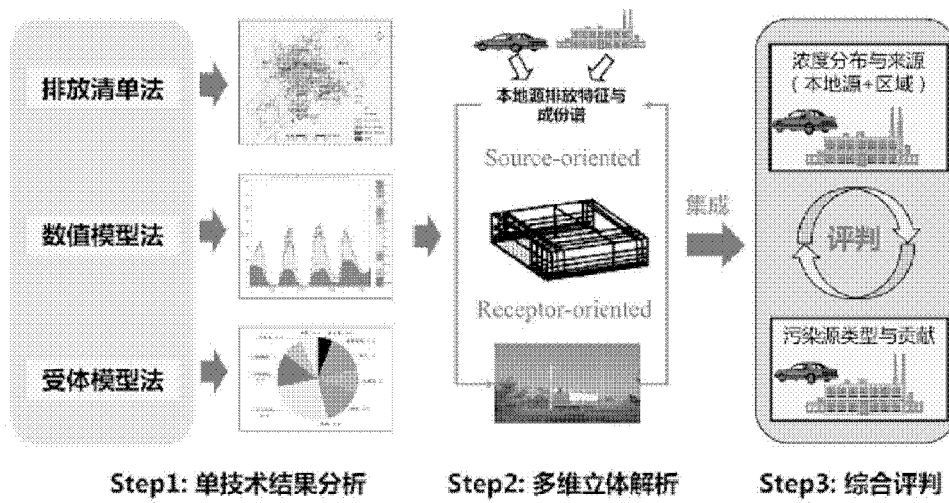 排放清单法
数值模型法
受体模型法
本地源排放特征与
成份谱
Source-oriented
Receptor-oriented
集成
浓度分布与来源
（本地源+区域）
评判
污染源类型与贡献
Step1: 单技术结果分析
Step2: 多维立体解析
Step3: 综合评判